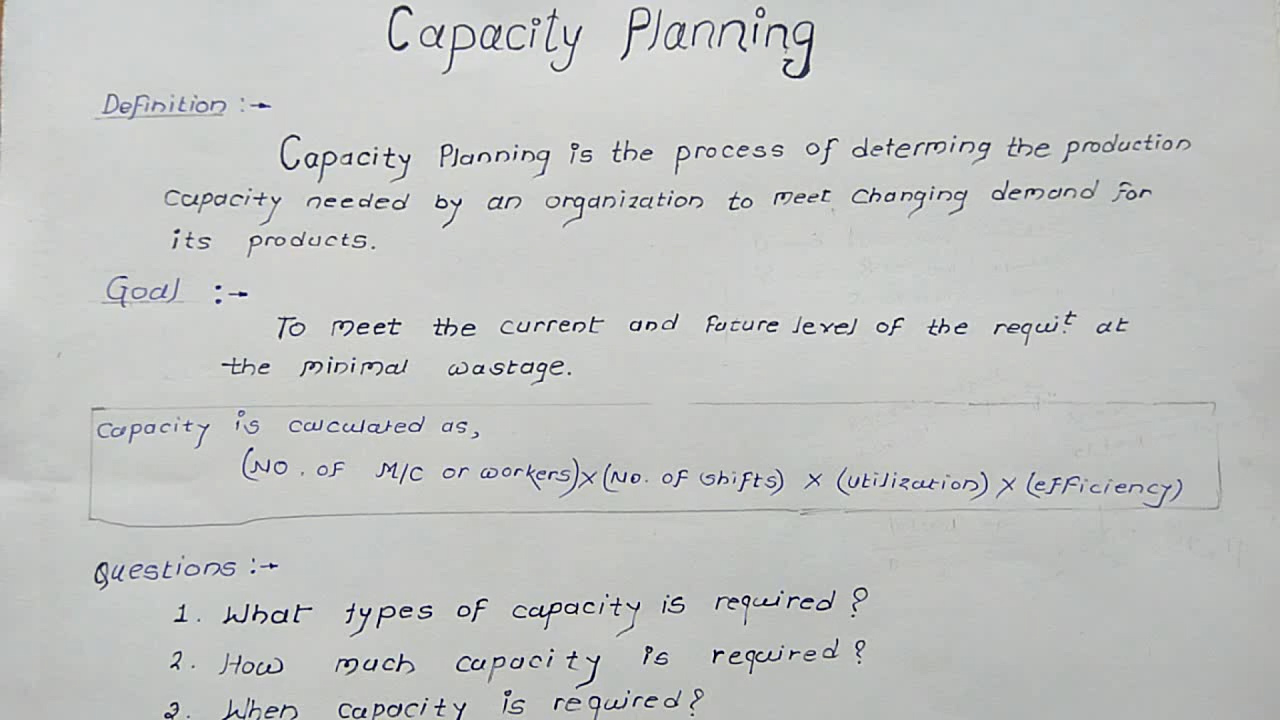 Capacity Planning
Definition :→
Capacity Planning is the process of determing the production
capacity needed by an organization to meet changing demand for
its products.
Goal :→
To meet the current and future level of the requi.t at
the minimal wastage.
Capacity is calculated as,
(No. of M/C or workers)x(No. of shifts) x (utilization) x (efficiency)
Questions :→
1. What types of capacity is required?
2. How much capacity is required?
3. When capacity is required?